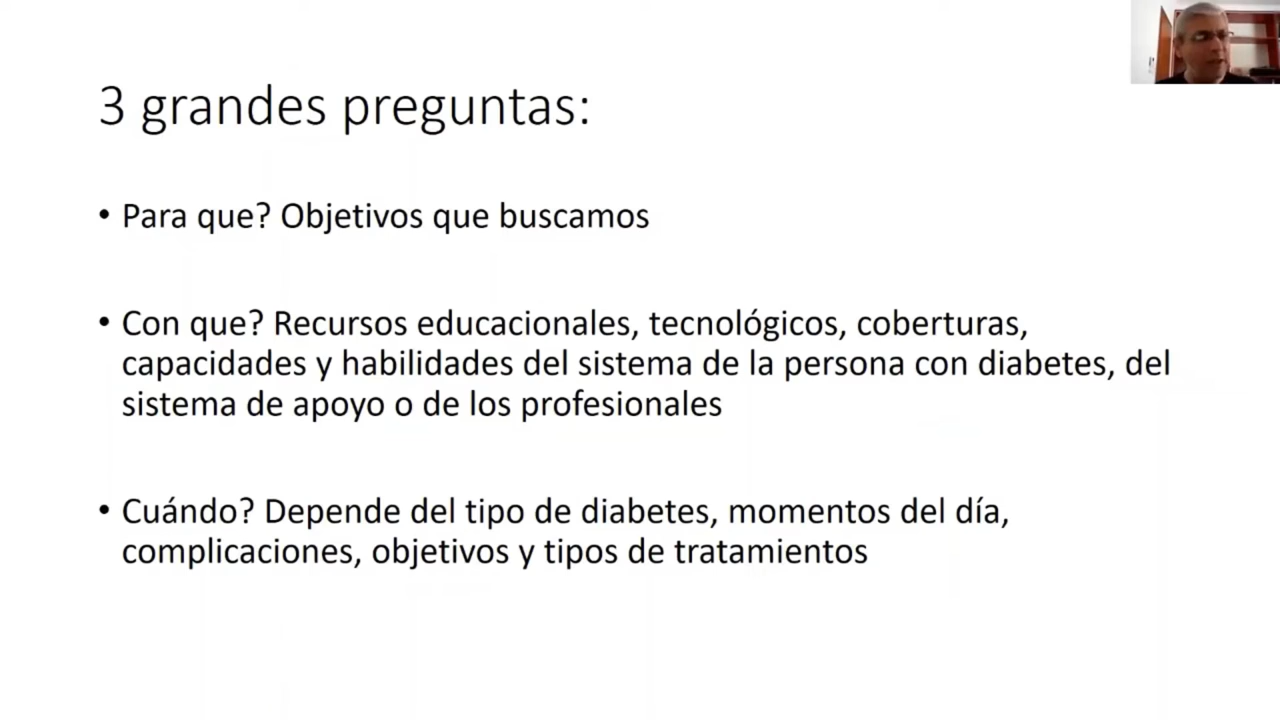 3 grandes preguntas:
• Para que? Objetivos que buscamos
• Con que? Recursos educacionales, tecnológicos, coberturas,
capacidades y habilidades del sistema de la persona con diabetes, del
sistema de apoyo o de los profesionales
• Cuándo? Depende del tipo de diabetes, momentos del día,
complicaciones, objetivos y tipos de tratamientos